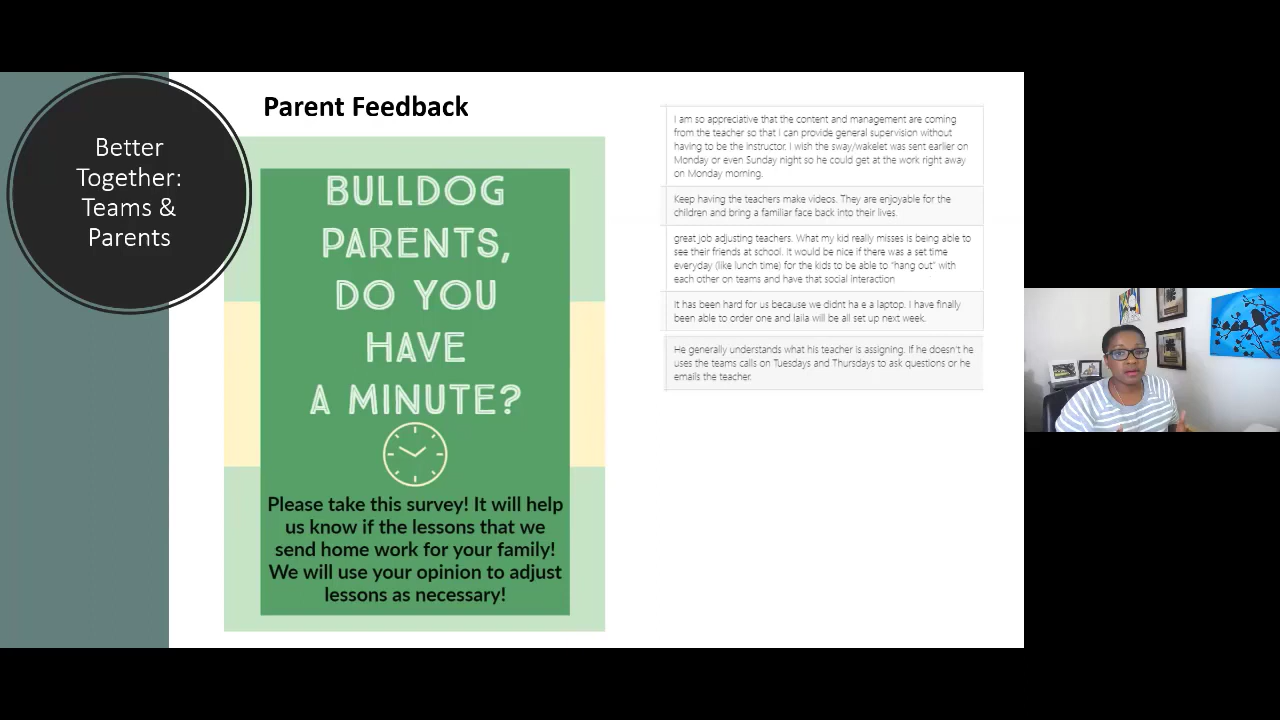 Better
Together:
Teams &
Parents
Parent Feedback
BULLDOG
PARENTS,
DO YOU
HAVE
A MINUTE?
Please take this survey! It will help
us know if the lessons that we
send home work for your family!
We will use your opinion to adjust
lessons as necessary!
I am so appreciative that the content and management are coming
from the teacher so that I can provide general supervision without
having to be the instructor. I wish the sway/wakelet was sent earlier on
Monday or even Sunday night so he could get at the work right away
on Monday morning.
Keep having the teachers make videos. They are enjoyable for the
children and bring a familiar face back into their lives.
great job adjusting teachers. What my kid really misses is being able to
see their friends at school. It would be nice if there was a set time
everyday (like lunch time) for the kids to be able to "hang out" with
each other on teams and have that social interaction
It has been hard for us because we didnt ha e a laptop. I have finally
been able to order one and laila will be all set up next week.
He generally understands what his teacher is assigning. If he doesn't he
uses the teams calls on Tuesdays and Thursdays to ask questions or he
emails the teacher.